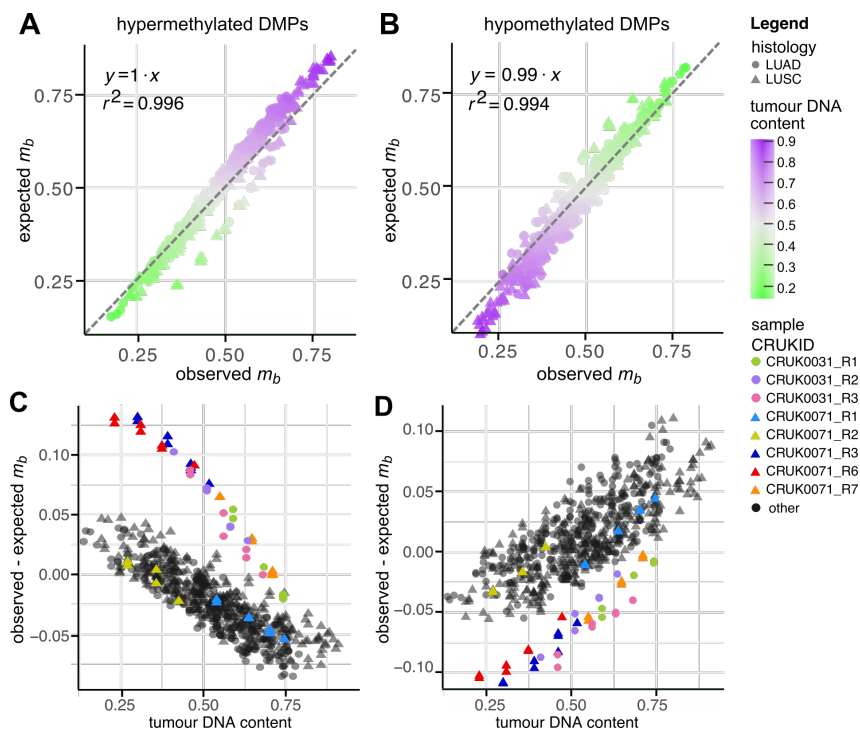 A
hypermethylated DMPs
y=1·x
r²=0.996
expected m_b
0.75
0.50
0.25
0.25
0.50
0.75
observed m_b
B
hypomethylated DMPs
y = 0.99 · x
r² = 0.994
expected m_b
0.75
0.50
0.25
0.25
0.50
0.75
observed m_b
Legend
histology
LUAD
LUSC
tumour DNA
content
0.9
0.8
0.7
0.6
0.5
0.4
0.3
0.2
sample
CRUKID
CRUK0031_R1
CRUK0031_R2
CRUK0031_R3
CRUK0071_R1
CRUK0071_R2
CRUK0071_R3
CRUK0071_R6
CRUK0071_R7
other
C
observed - expected m_b
0.10
0.05
0.00
−0.05
0.25
0.50
0.75
tumour DNA content
D
observed - expected m_b
0.10
0.05
0.00
−0.05
−0.10
0.25
0.50
0.75
tumour DNA content